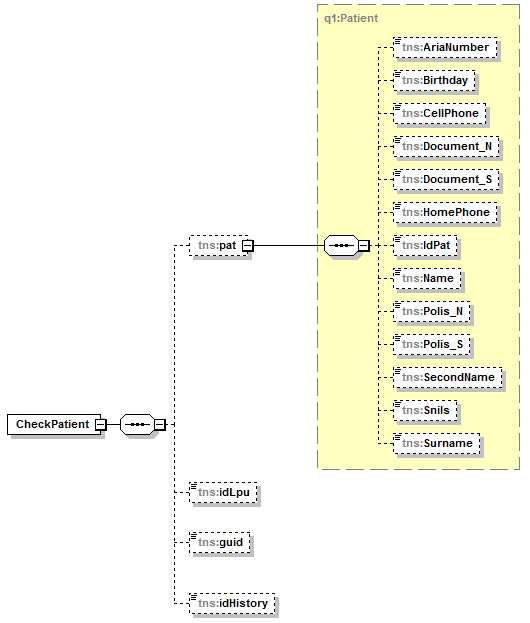 q1:Patient
tns:AriaNumber
tns:Birthday
tns:CellPhone
tns:Document_N
tns:Document_S
tns:HomePhone
tns:pat
tns:IdPat
tns:Name
tns:Polis_N
tns:Polis_S
tns:SecondName
tns:Snils
tns:Surname
CheckPatient
tns:idLpu
tns:guid
tns:idHistory